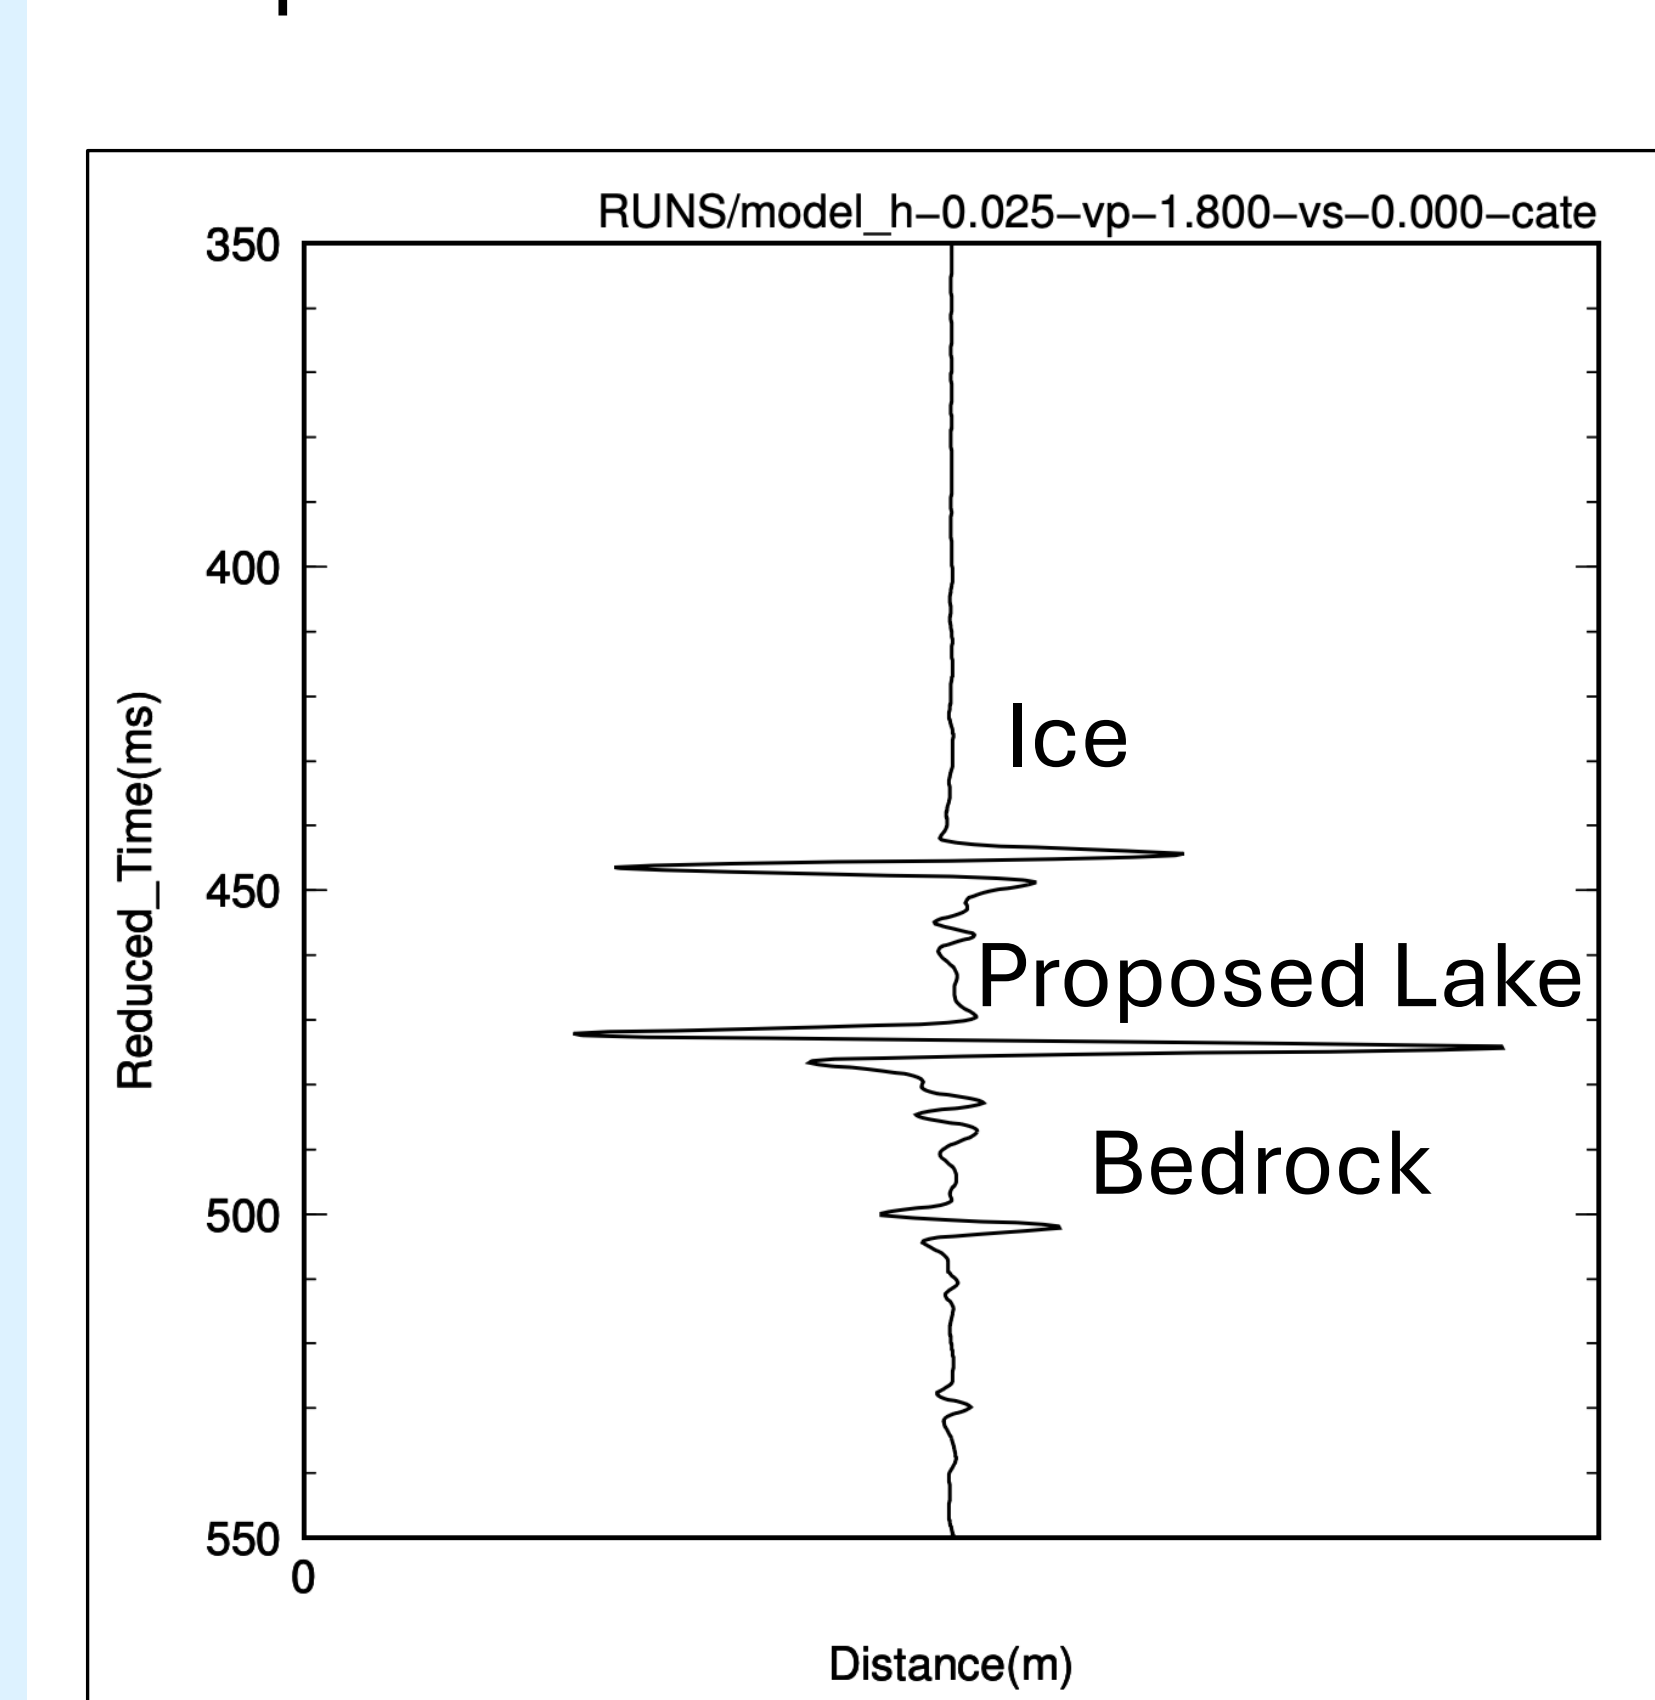 RUNS/model_h−0.025−vp−1.800−vs−0.000−cate
350
400
450
500
550
Reduced_Time(ms)
Ice
Proposed Lake
Bedrock
0
Distance(m)